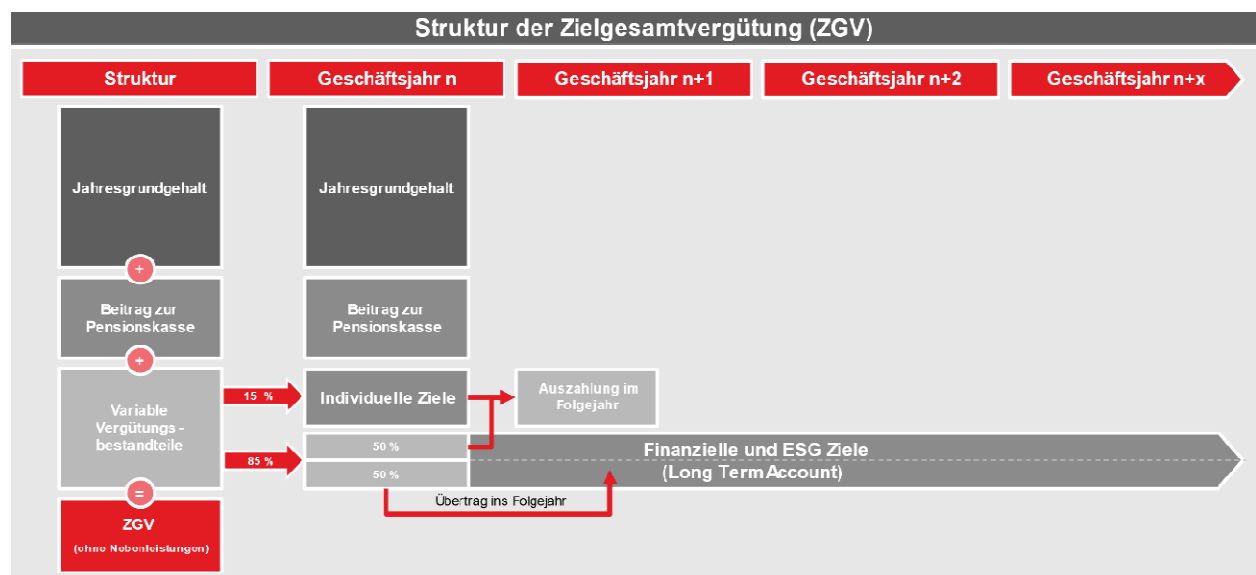 Struktur der Zielgesamtvergütung (ZGV)
Struktur
Geschäftsjahr n
Geschäftsjahr n+1
Geschäftsjahr n+2
Geschäftsjahr n+x
Jahresgrundgehalt
Jahresgrundgehalt
+
Beitrag zur
Pensionskasse
Beitrag zur
Pensionskasse
+
Variable
Vergütungs-
bestandteile
15 %
Individuelle Ziele
Auszahlung im
Folgejahr
85 %
50 %
50 %
Finanzielle und ESG Ziele
(Long Term Account)
Übertrag ins Folgejahr
=
ZGV
(ohne Nebenleistungen)